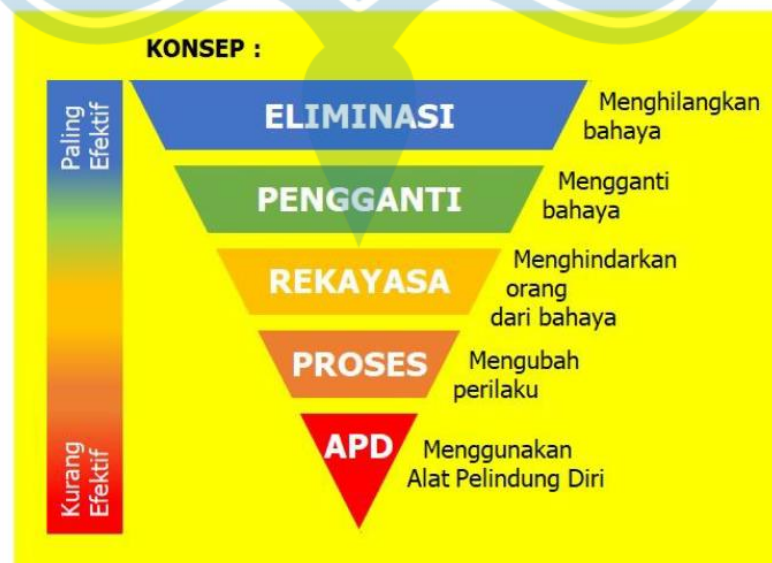 KONSEP :
Paling
Efektif
ELIMINASI
Menghilangkan
bahaya
PENGGANTI
Mengganti
bahaya
REKAYASA
Menghindarkan
orang
dari bahaya
PROSES
Mengubah
perilaku
Kurang
Efektif
APD
Menggunakan
Alat Pelindung Diri